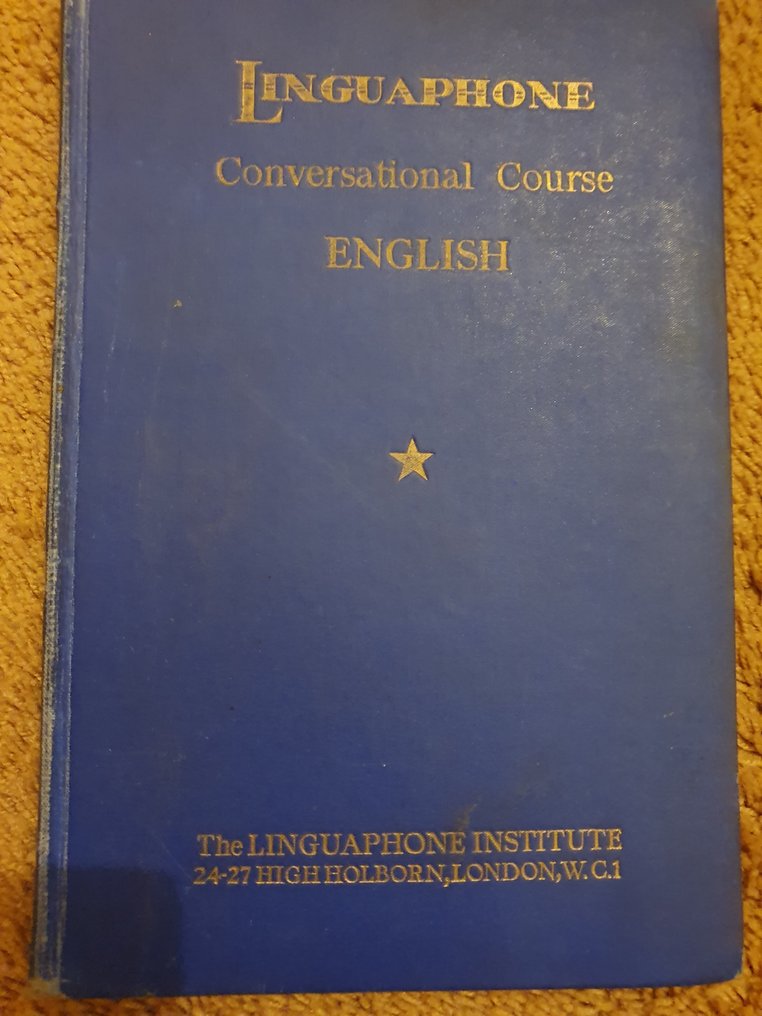 LINGUAPHONE
Conversational Course
ENGLISH
The LINGUAPHONE INSTITUTE
24-27 HIGH HOLBORN, LONDON, W.C.1